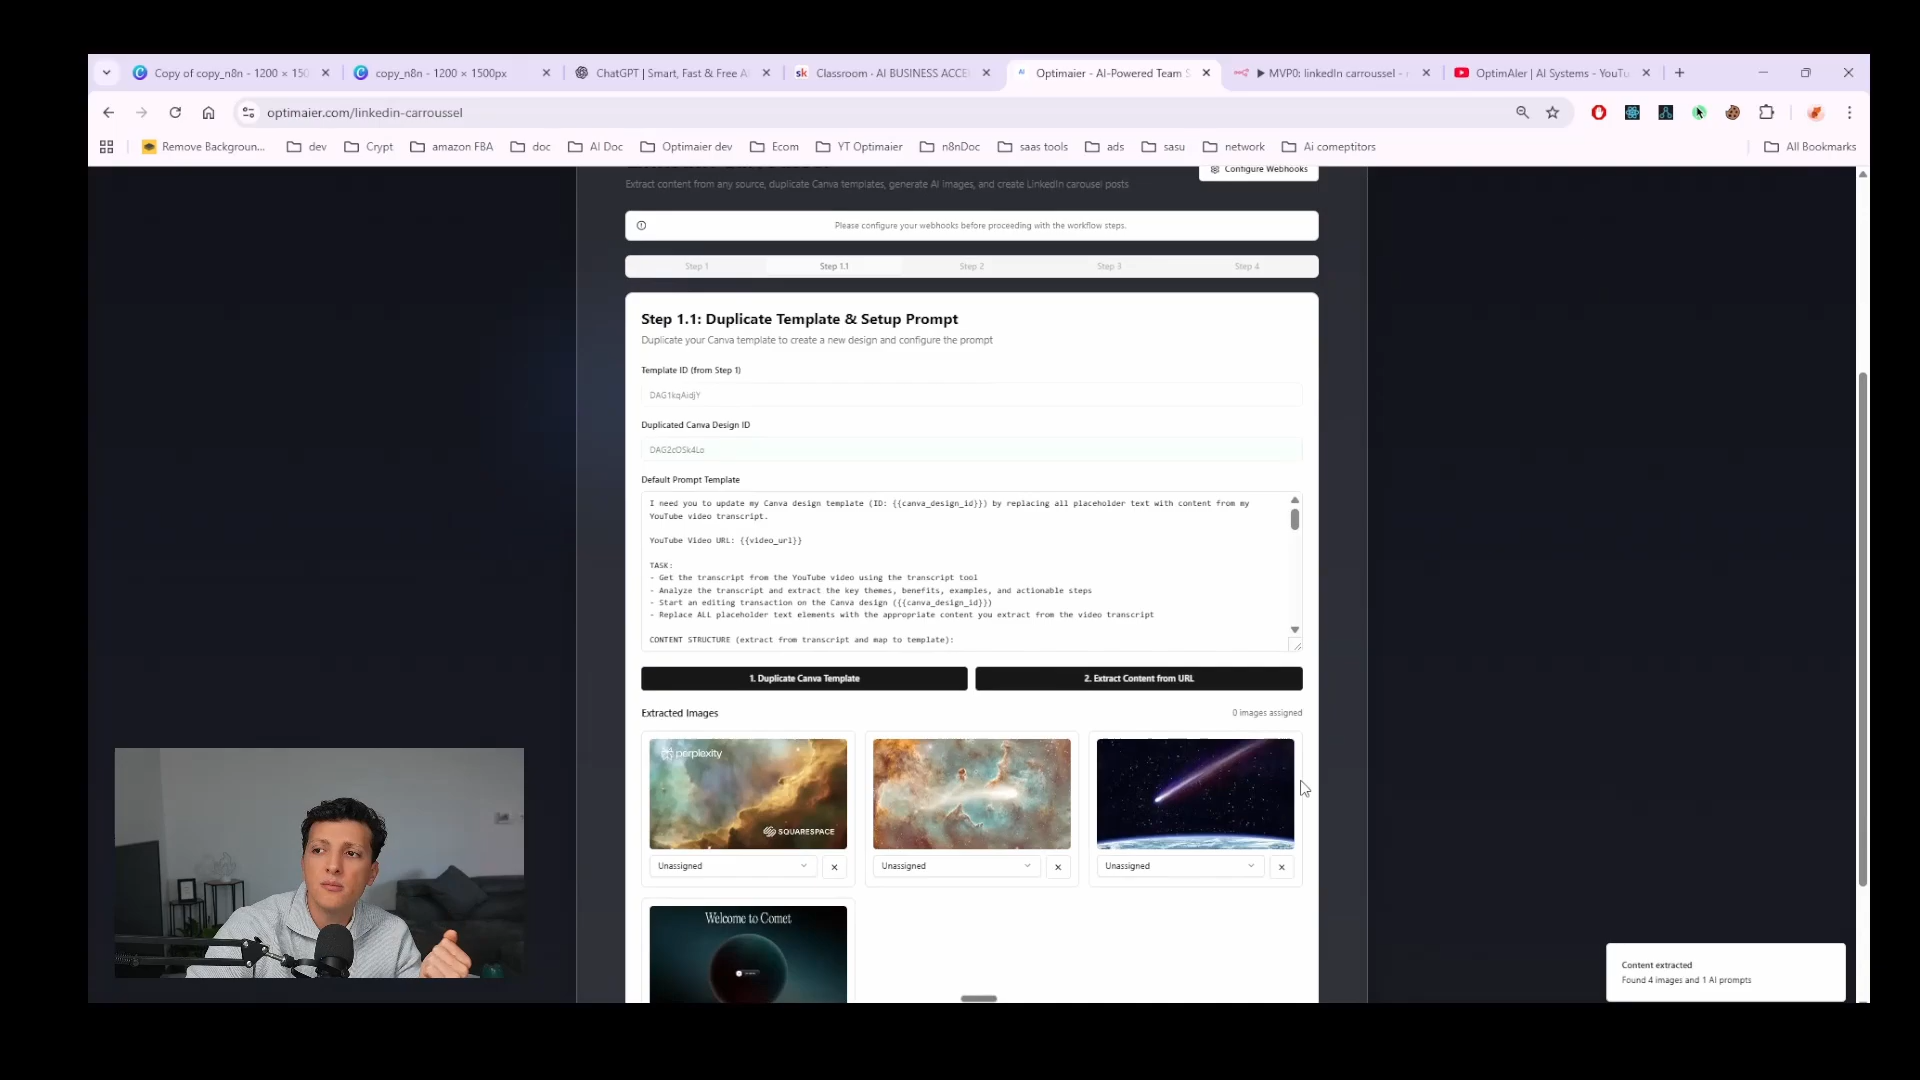 Copy of copy_n8n - 1200 × 150
copy_n8n - 1200 × 1500px
ChatGPT | Smart, Fast & Free A
sk
Classroom - AI BUSINESS ACCE
AI
Optimaier - AI-Powered Team S
▶ MVP0: linkedIn carroussel -
OptimAIer | AI Systems - YouTu
optimaier.com/linkedin-carroussel
Remove Backgroun...
dev
Crypt
amazon FBA
doc
AI Doc
Optimaier dev
Ecom
YT Optimaier
n8nDoc
saas tools
ads
sasu
network
Ai comeptitors
All Bookmarks
Extract content from any source, duplicate Canva templates, generate AI images, and create LinkedIn carousel posts
Configure Webhooks
Please configure your webhooks before proceeding with the workflow steps.
Step 1
Step 1.1
Step 2
Step 3
Step 4
Step 1.1: Duplicate Template & Setup Prompt
Duplicate your Canva template to create a new design and configure the prompt
Template ID (from Step 1)
DAG1kqAidjY
Duplicated Canva Design ID
DAG2cOSk4Lo
Default Prompt Template
I need you to update my Canva design template (ID: {{canva_design_id}}) by replacing all placeholder text with content from my
YouTube video transcript.
YouTube Video URL: {{video_url}}
TASK:
- Get the transcript from the YouTube video using the transcript tool
- Analyze the transcript and extract the key themes, benefits, examples, and actionable steps
- Start an editing transaction on the Canva design ({{canva_design_id}})
- Replace ALL placeholder text elements with the appropriate content you extract from the video transcript
CONTENT STRUCTURE (extract from transcript and map to template):
1. Duplicate Canva Template
2. Extract Content from URL
Extracted Images
0 images assigned
perplexity
SQUARESPACE
Unassigned
Unassigned
Unassigned
Welcome to Comet
Content extracted
Found 4 images and 1 AI prompts